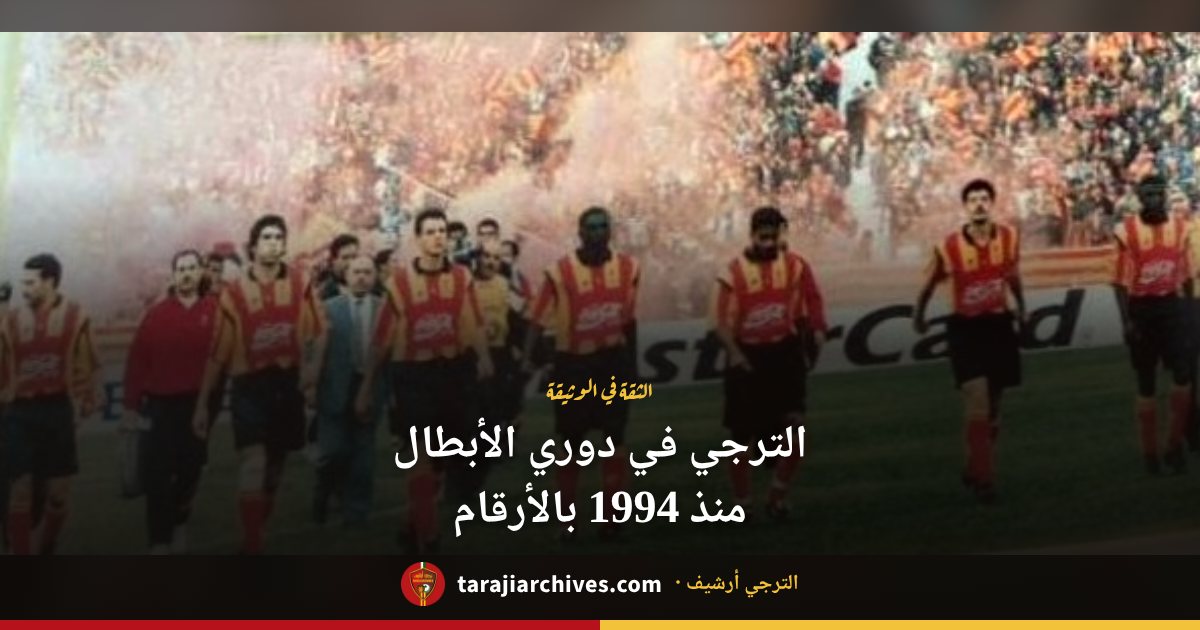 الثقة في الوثيقة
الترجي في دوري الأبطال
منذ 1994 بالأرقام
tarajiarchives.com · الترجي أرشيف